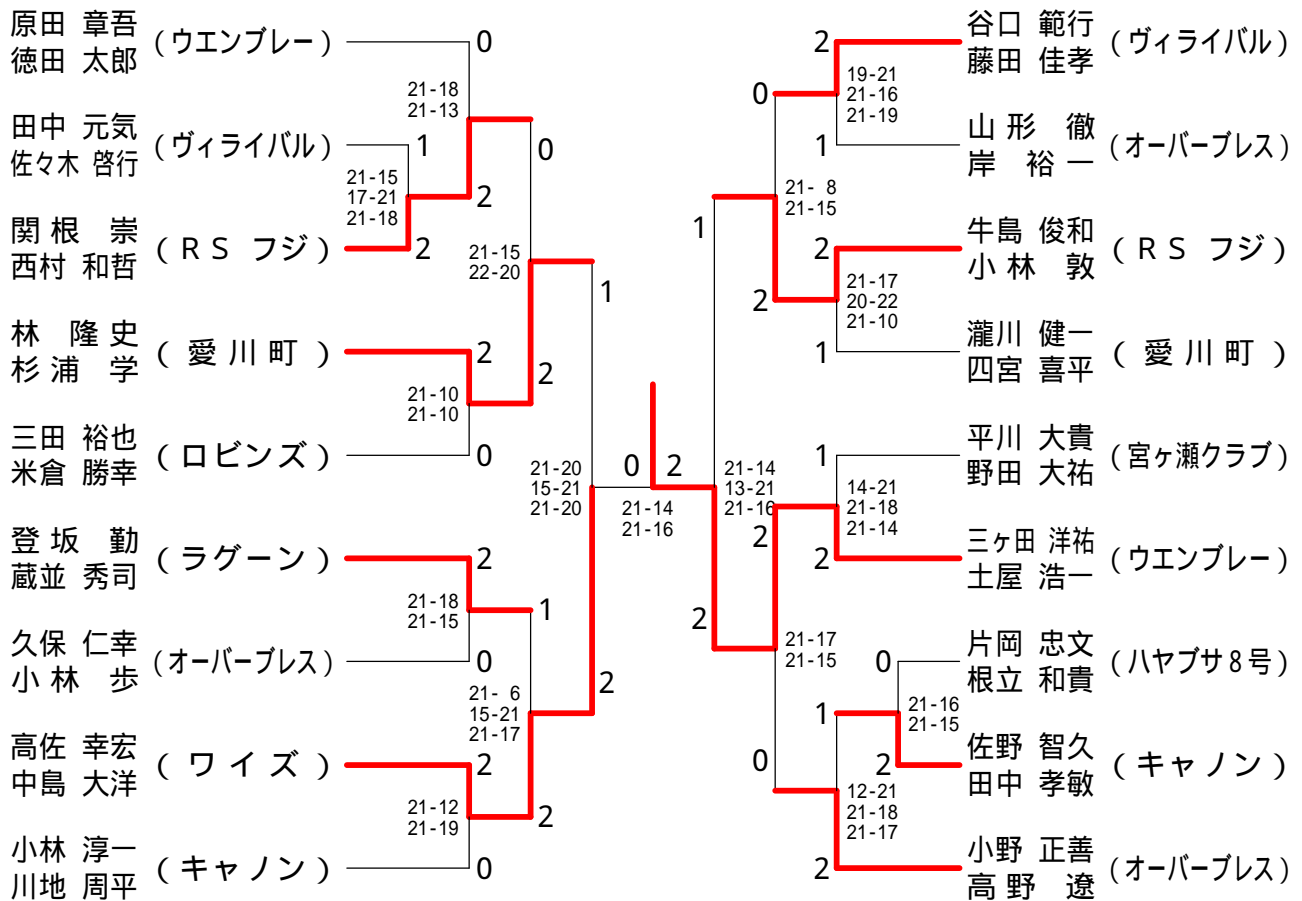 原田 章吾
徳田 太郎
(ウエンブレー)
0
21-18
21-13
田中 元気
佐々木 啓行
(ヴィライバル)
1
0
21-15
17-21
21-18
2
関根 崇
西村 和哲
(RS フジ)
2
21-15
22-20
1
林 隆史
杉浦 学
(愛川町)
2
2
21-10
21-10
三田 裕也
米倉 勝幸
(ロビンズ)
0
21-20
15-21
21-20
0
2
21-14
21-16
登坂 勤
蔵並 秀司
(ラグーン)
2
21-18
21-15
1
久保 仁幸
小林 歩
(オーバーブレス)
0
2
21- 6
15-21
21-17
高佐 幸宏
中島 大洋
(ワイズ)
2
21-12
21-19
2
小林 淳一
川地 周平
(キャノン)
0
2
谷口 範行
藤田 佳孝
(ヴィライバル)
0
19-21
21-16
21-19
1
山形 徹
岸 裕一
(オーバーブレス)
1
21- 8
21-15
2
牛島 俊和
小林 敦
(RS フジ)
2
21-17
20-22
21-10
1
瀧川 健一
四宮 喜平
(愛川町)
1
平川 大貴
野田 大祐
(宮ヶ瀬クラブ)
21-14
13-21
21-16
2
14-21
21-18
21-14
2
三ヶ田 洋祐
土屋 浩一
(ウエンブレー)
2
21-17
21-15
0
片岡 忠文
根立 和貴
(ハヤブサ8号)
1
21-16
21-15
0
2
佐野 智久
田中 孝敏
(キャノン)
12-21
21-18
21-17
2
小野 正善
高野 遼
(オーバーブレス)